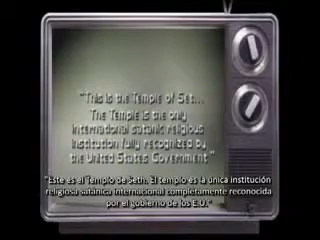 "This is the Temple of Set...
The Temple is the only
International satanic religious
Institution fully recognized by
the United States Government"
"Este es el Templo de Seth. El templo es la única institución
religiosa satánica internacional completamente reconocida
por el gobierno de los E.U."